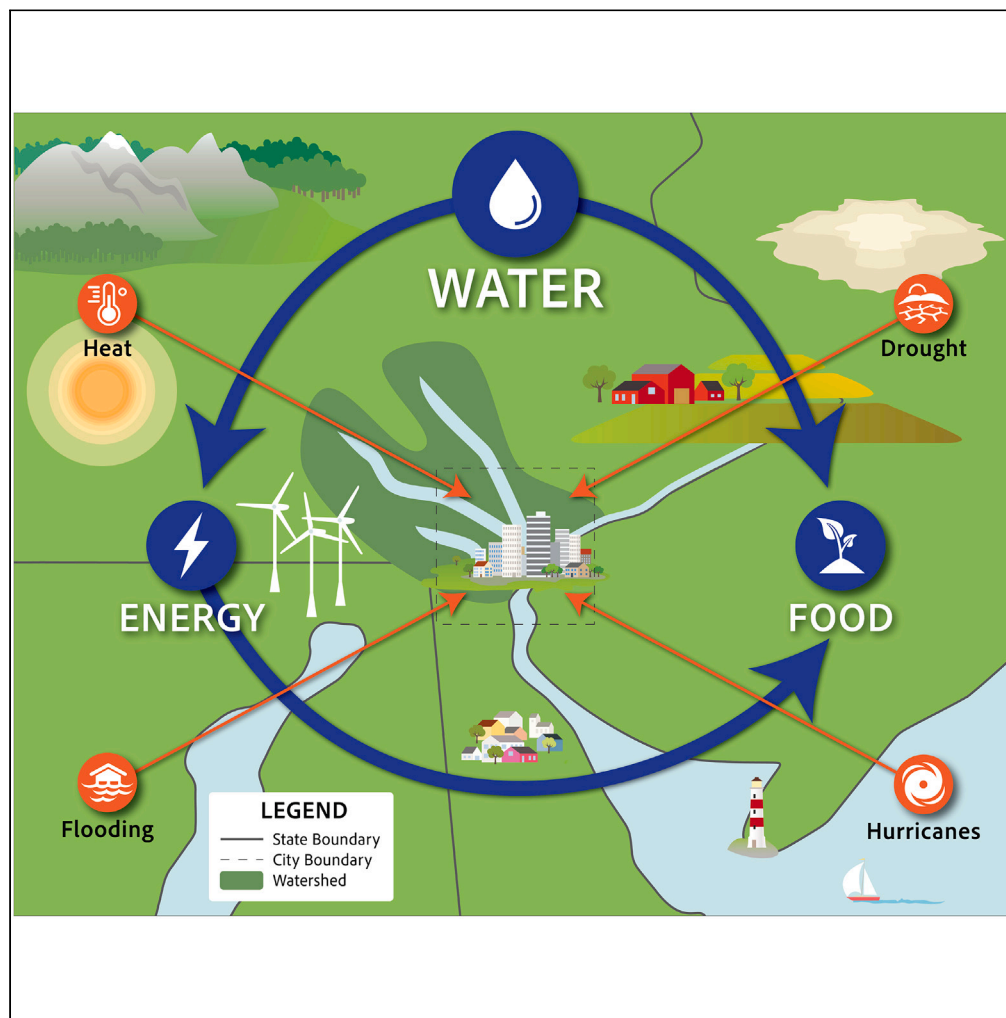 WATER
Heat
Drought
ENERGY
FOOD
Flooding
Hurricanes
LEGEND
State Boundary
City Boundary
Watershed